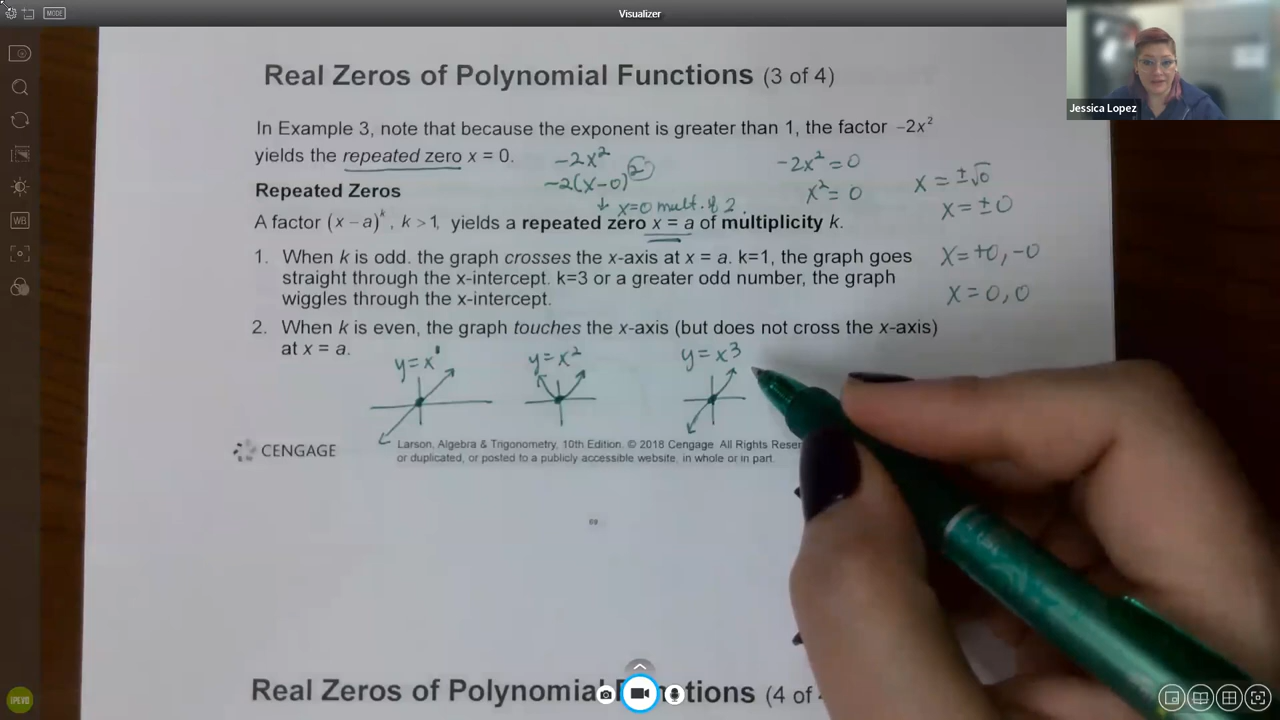 Visualizer
MODE
WB
Jessica Lopez
Real Zeros of Polynomial Functions (3 of 4)
In Example 3, note that because the exponent is greater than 1, the factor −2x²
yields the repeated zero x = 0.
−2x²
−2(x−0)²
↓ x=0 mult. of 2
−2x² = 0
x² = 0
x = ±√0
x = ±0
x = +0, −0
x = 0, 0
Repeated Zeros
A factor (x − a)ᵏ, k > 1, yields a repeated zero x = a of multiplicity k.
1. When k is odd. the graph crosses the x-axis at x = a. k=1, the graph goes
straight through the x-intercept. k=3 or a greater odd number, the graph
wiggles through the x-intercept.
2. When k is even, the graph touches the x-axis (but does not cross the x-axis)
at x = a.
y = x¹
y = x²
y = x3
CENGAGE
Larson, Algebra & Trigonometry, 10th Edition. © 2018 Cengage. All Rights Reser
or duplicated, or posted to a publicly accessible website, in whole or in part.
Real Zeros of Polynomial Functions (4 of
IPEVO